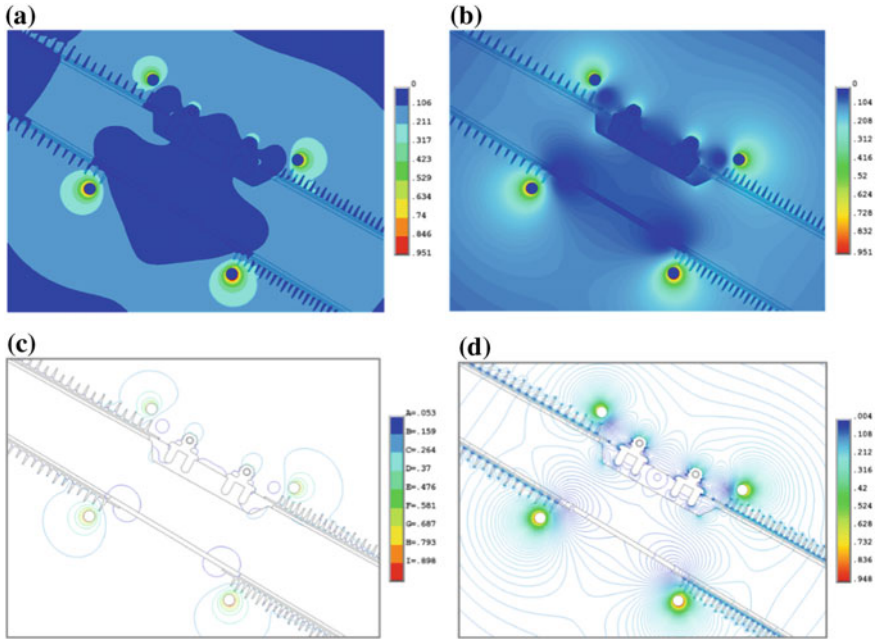 (a)
0
.106
.211
.317
.423
.529
.634
.74
.846
.951
(b)
0
.104
.208
.312
.416
.52
.624
.728
.832
.951
(c)
A=.053
B=.159
C=.264
D=.37
E=.476
F=.581
G=.687
H=.793
I=.898
(d)
.004
.108
.212
.316
.42
.524
.628
.732
.836
.948